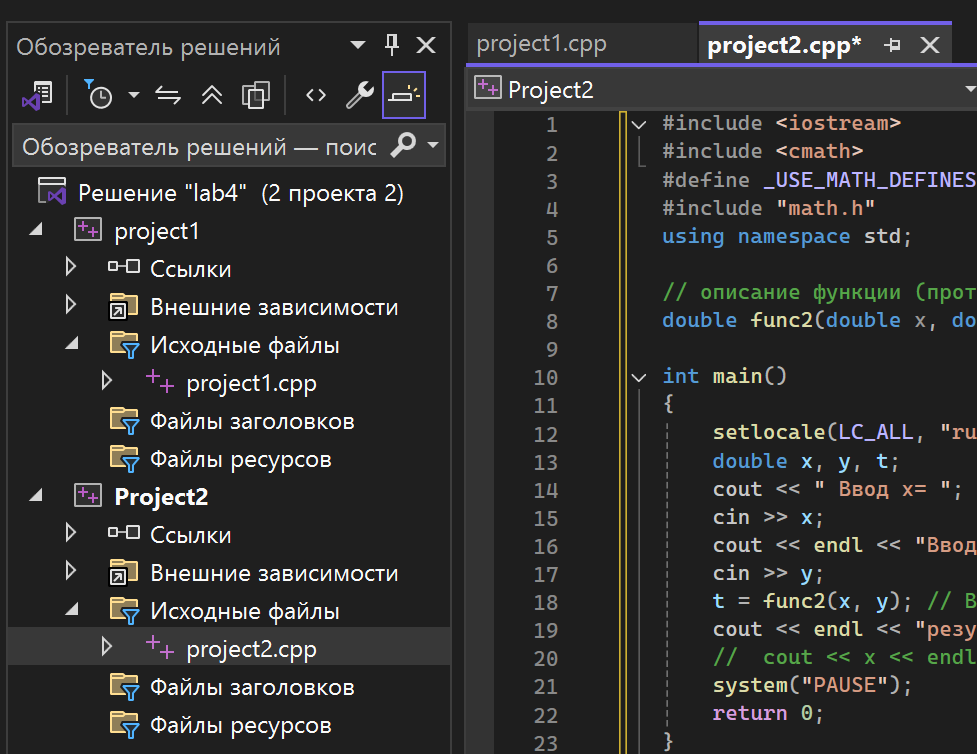 Обозреватель решений
Обозреватель решений — поис
Решение "lab4" (2 проекта 2)
project1
Ссылки
Внешние зависимости
Исходные файлы
project1.cpp
Файлы заголовков
Файлы ресурсов
Project2
Ссылки
Внешние зависимости
Исходные файлы
project2.cpp
Файлы заголовков
Файлы ресурсов
project1.cpp
project2.cpp*
Project2
1 #include <iostream>
2 #include <cmath>
3 #define _USE_MATH_DEFINES
4 #include "math.h"
5 using namespace std;
6
7 // описание функции (прот
8 double func2(double x, do
9
10 int main()
11 {
12 setlocale(LC_ALL, "ru
13 double x, y, t;
14 cout << " Ввод x= ";
15 cin >> x;
16 cout << endl << "Ввод
17 cin >> y;
18 t = func2(x, y); // В
19 cout << endl << "резу
20 // cout << x << endl
21 system("PAUSE");
22 return 0;
23 }